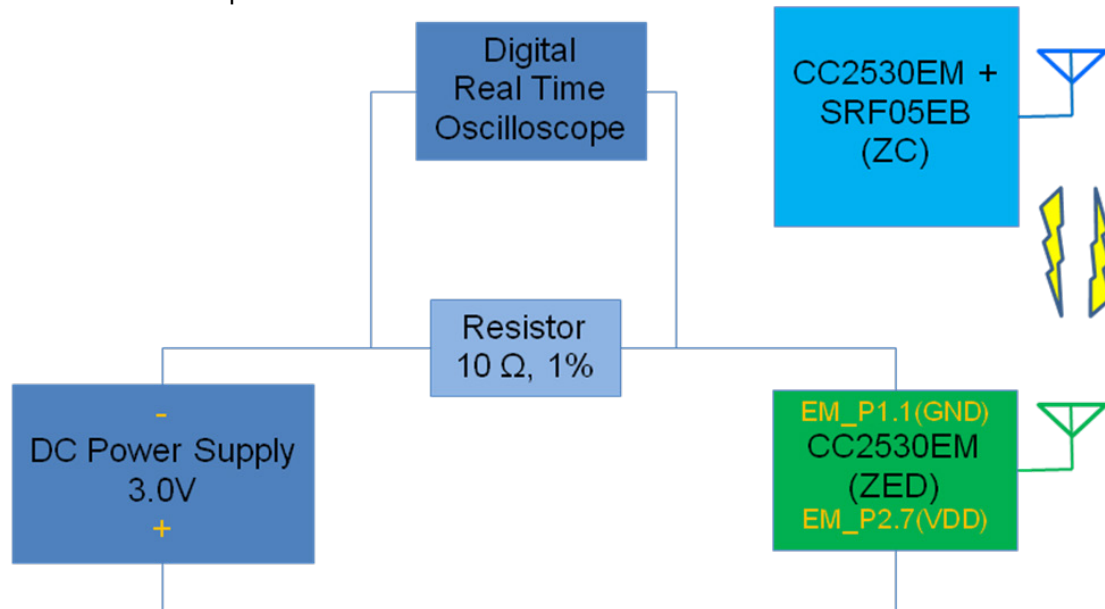 Digital
Real Time
Oscilloscope
CC2530EM +
SRF05EB
(ZC)
Resistor
10 Ω, 1%
-
DC Power Supply
3.0V
+
EM_P1.1(GND)
CC2530EM
(ZED)
EM_P2.7(VDD)